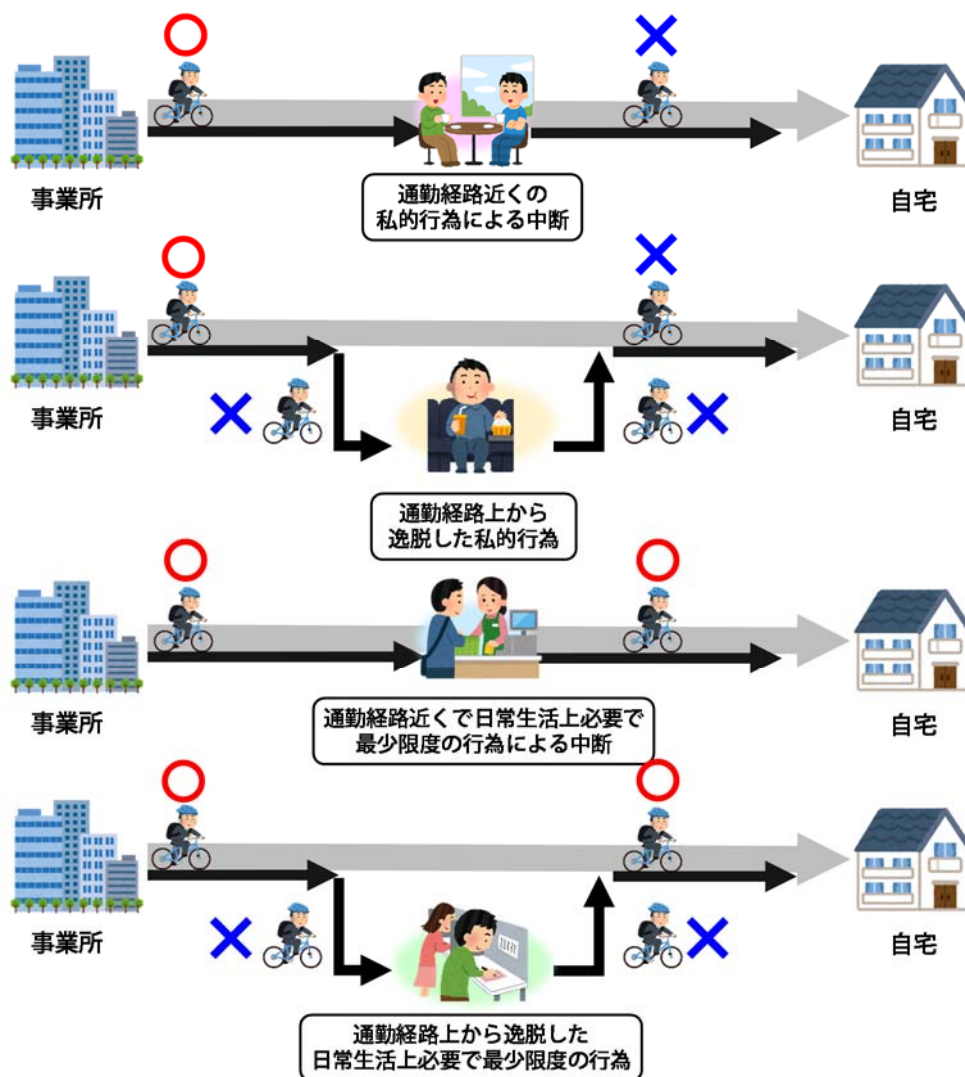 事業所
通勤経路近くの
私的行為による中断
自宅
事業所
通勤経路上から
逸脱した私的行為
自宅
事業所
通勤経路近くで日常生活上必要で
最少限度の行為による中断
自宅
事業所
通勤経路上から逸脱した
日常生活上必要で最少限度の行為
自宅